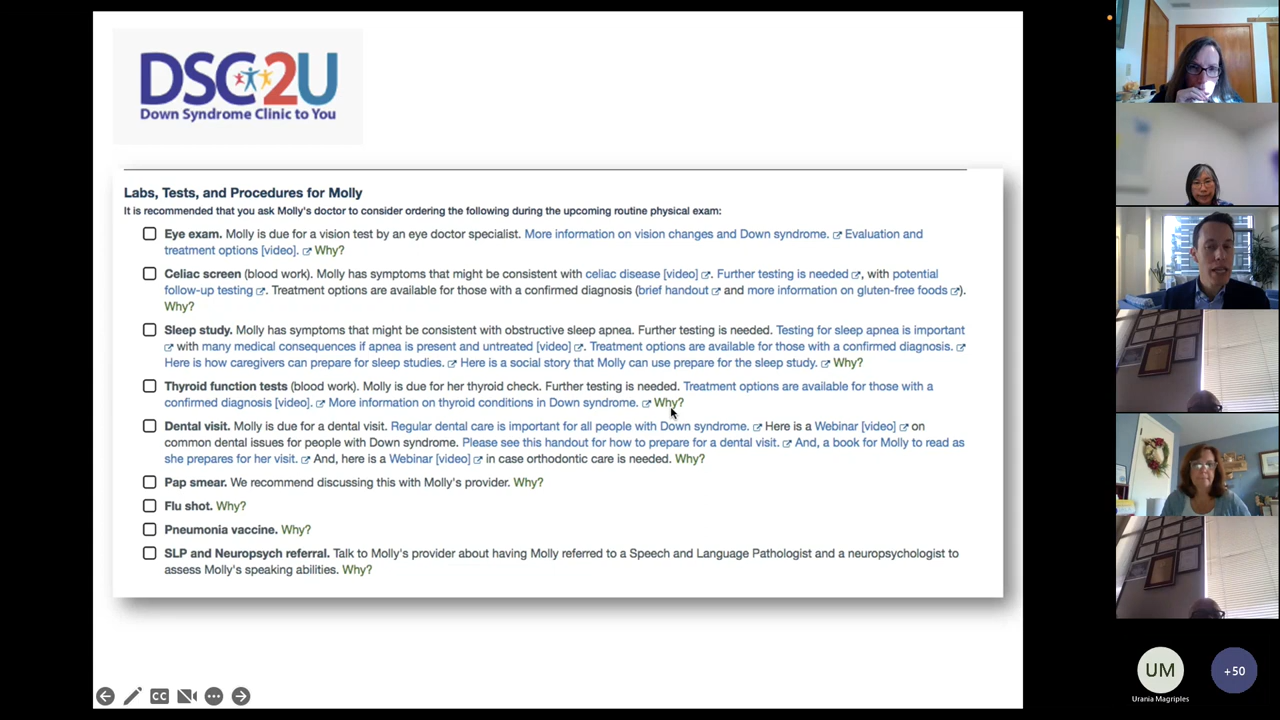 DSC2U
Down Syndrome Clinic to You
Labs, Tests, and Procedures for Molly
It is recommended that you ask Molly's doctor to consider ordering the following during the upcoming routine physical exam:
Eye exam. Molly is due for a vision test by an eye doctor specialist. More information on vision changes and Down syndrome. Evaluation and
treatment options [video]. Why?
Celiac screen (blood work). Molly has symptoms that might be consistent with celiac disease [video]. Further testing is needed, with potential
follow-up testing. Treatment options are available for those with a confirmed diagnosis (brief handout and more information on gluten-free foods).
Why?
Sleep study. Molly has symptoms that might be consistent with obstructive sleep apnea. Further testing is needed. Testing for sleep apnea is important
with many medical consequences if apnea is present and untreated [video]. Treatment options are available for those with a confirmed diagnosis.
Here is how caregivers can prepare for sleep studies. Here is a social story that Molly can use prepare for the sleep study. Why?
Thyroid function tests (blood work). Molly is due for her thyroid check. Further testing is needed. Treatment options are available for those with a
confirmed diagnosis [video]. More information on thyroid conditions in Down syndrome. Why?
Dental visit. Molly is due for a dental visit. Regular dental care is important for all people with Down syndrome. Here is a Webinar [video] on
common dental issues for people with Down syndrome. Please see this handout for how to prepare for a dental visit. And, a book for Molly to read as
she prepares for her visit. And, here is a Webinar [video] in case orthodontic care is needed. Why?
Pap smear. We recommend discussing this with Molly's provider. Why?
Flu shot. Why?
Pneumonia vaccine. Why?
SLP and Neuropsych referral. Talk to Molly's provider about having Molly referred to a Speech and Language Pathologist and a neuropsychologist to
assess Molly's speaking abilities. Why?
CC
UM
+50
Urania Magriples